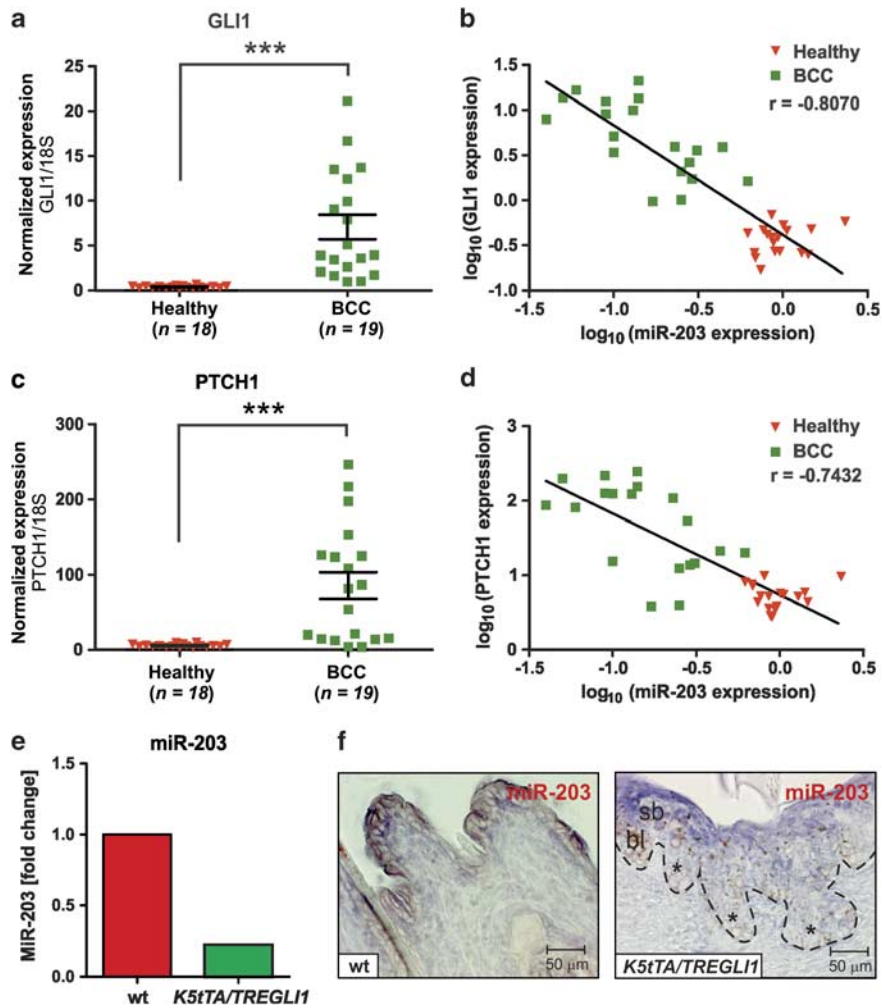 a
GLI1
***
Normalized expression
GLI1/18S
25
20
15
10
5
0
Healthy
(n = 18)
BCC
(n = 19)
b
Healthy
BCC
r = -0.8070
log10 (GLI1 expression)
1.5
1.0
0.5
0.0
-0.5
-1.0
-1.5
-1.0
-0.5
0.0
0.5
log10 (miR-203 expression)
c
PTCH1
***
Normalized expression
PTCH1/18S
300
200
100
0
Healthy
(n = 18)
BCC
(n = 19)
d
Healthy
BCC
r = -0.7432
log10 (PTCH1 expression)
3
2
1
0
-1.5
-1.0
-0.5
0.0
0.5
log10 (miR-203 expression)
e
miR-203
MiR-203 [fold change]
1.5
1.0
0.5
0.0
wt
K5tTA/TREGLI1
f
miR-203
wt
50 μm
miR-203
sb
bl
*
*
*
K5tTA/TREGLI1
50 μm